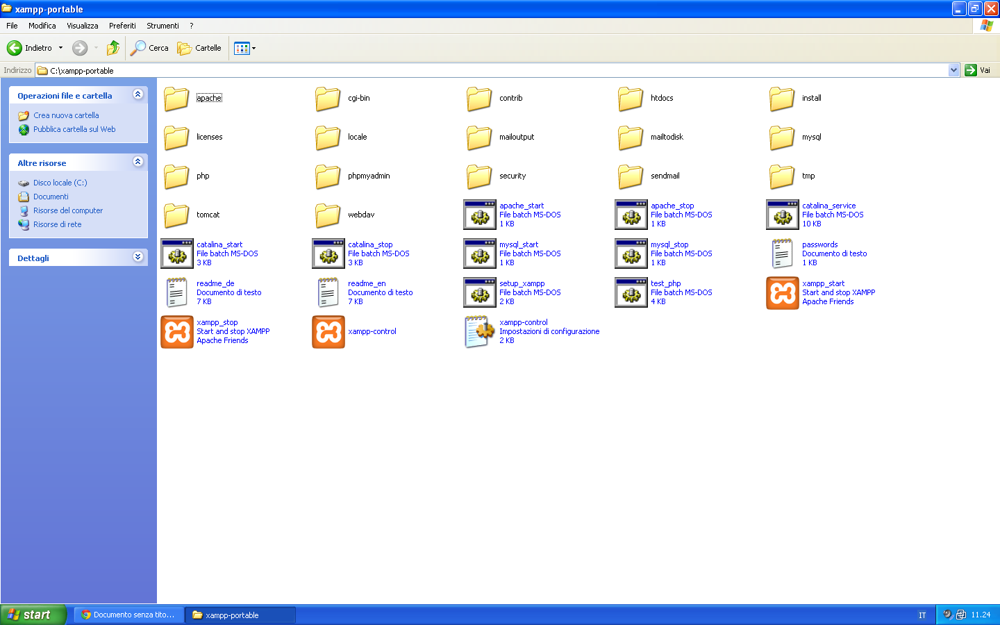 xampp-portable
File Modifica Visualizza Preferiti Strumenti ?
Indietro Cerca Cartelle
Indirizzo C:\xampp-portable Vai
Operazioni file e cartella
Crea nuova cartella
Pubblica cartella sul Web
Altre risorse
Disco locale (C:)
Documenti
Risorse del computer
Risorse di rete
Dettagli
apache
cgi-bin
contrib
htdocs
install
licenses
locale
mailoutput
mailtodisk
mysql
php
phpmyadmin
security
sendmail
tmp
tomcat
webdav
apache_start
File batch MS-DOS
1 KB
apache_stop
File batch MS-DOS
1 KB
catalina_service
File batch MS-DOS
10 KB
catalina_start
File batch MS-DOS
3 KB
catalina_stop
File batch MS-DOS
3 KB
mysql_start
File batch MS-DOS
1 KB
mysql_stop
File batch MS-DOS
1 KB
passwords
Documento di testo
1 KB
readme_de
Documento di testo
7 KB
readme_en
Documento di testo
7 KB
setup_xampp
File batch MS-DOS
2 KB
test_php
File batch MS-DOS
4 KB
xampp_start
Start and stop XAMPP
Apache Friends
xampp_stop
Start and stop XAMPP
Apache Friends
xampp-control
xampp-control
Impostazioni di configurazione
2 KB
start
Documento senza tito...
xampp-portable
IT
11.24